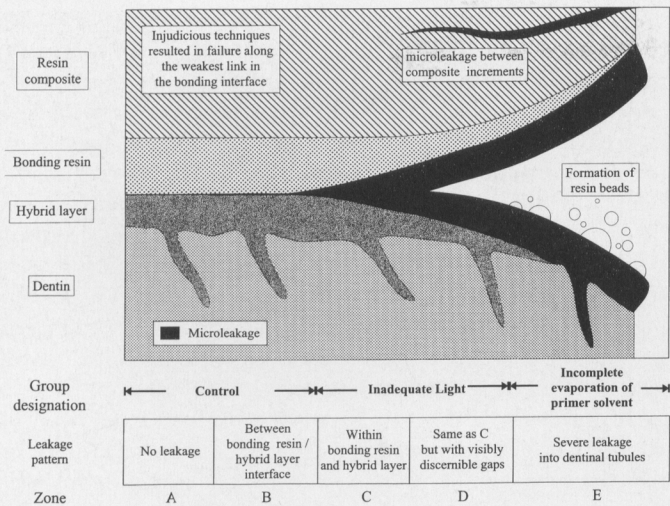 Injudicious techniques
resulted in failure along
the weakest link in
the bonding interface
microleakage between
composite increments
Resin
composite
Bonding resin
Formation of
resin beads
Hybrid layer
Dentin
Microleakage
Group
designation
Control
Inadequate Light
Incomplete
evaporation of
primer solvent
Leakage
pattern
No leakage
Between
bonding resin /
hybrid layer
interface
Within
bonding resin
and hybrid layer
Same as C
but with visibly
discernible gaps
Severe leakage
into dentinal tubules
Zone
A
B
C
D
E